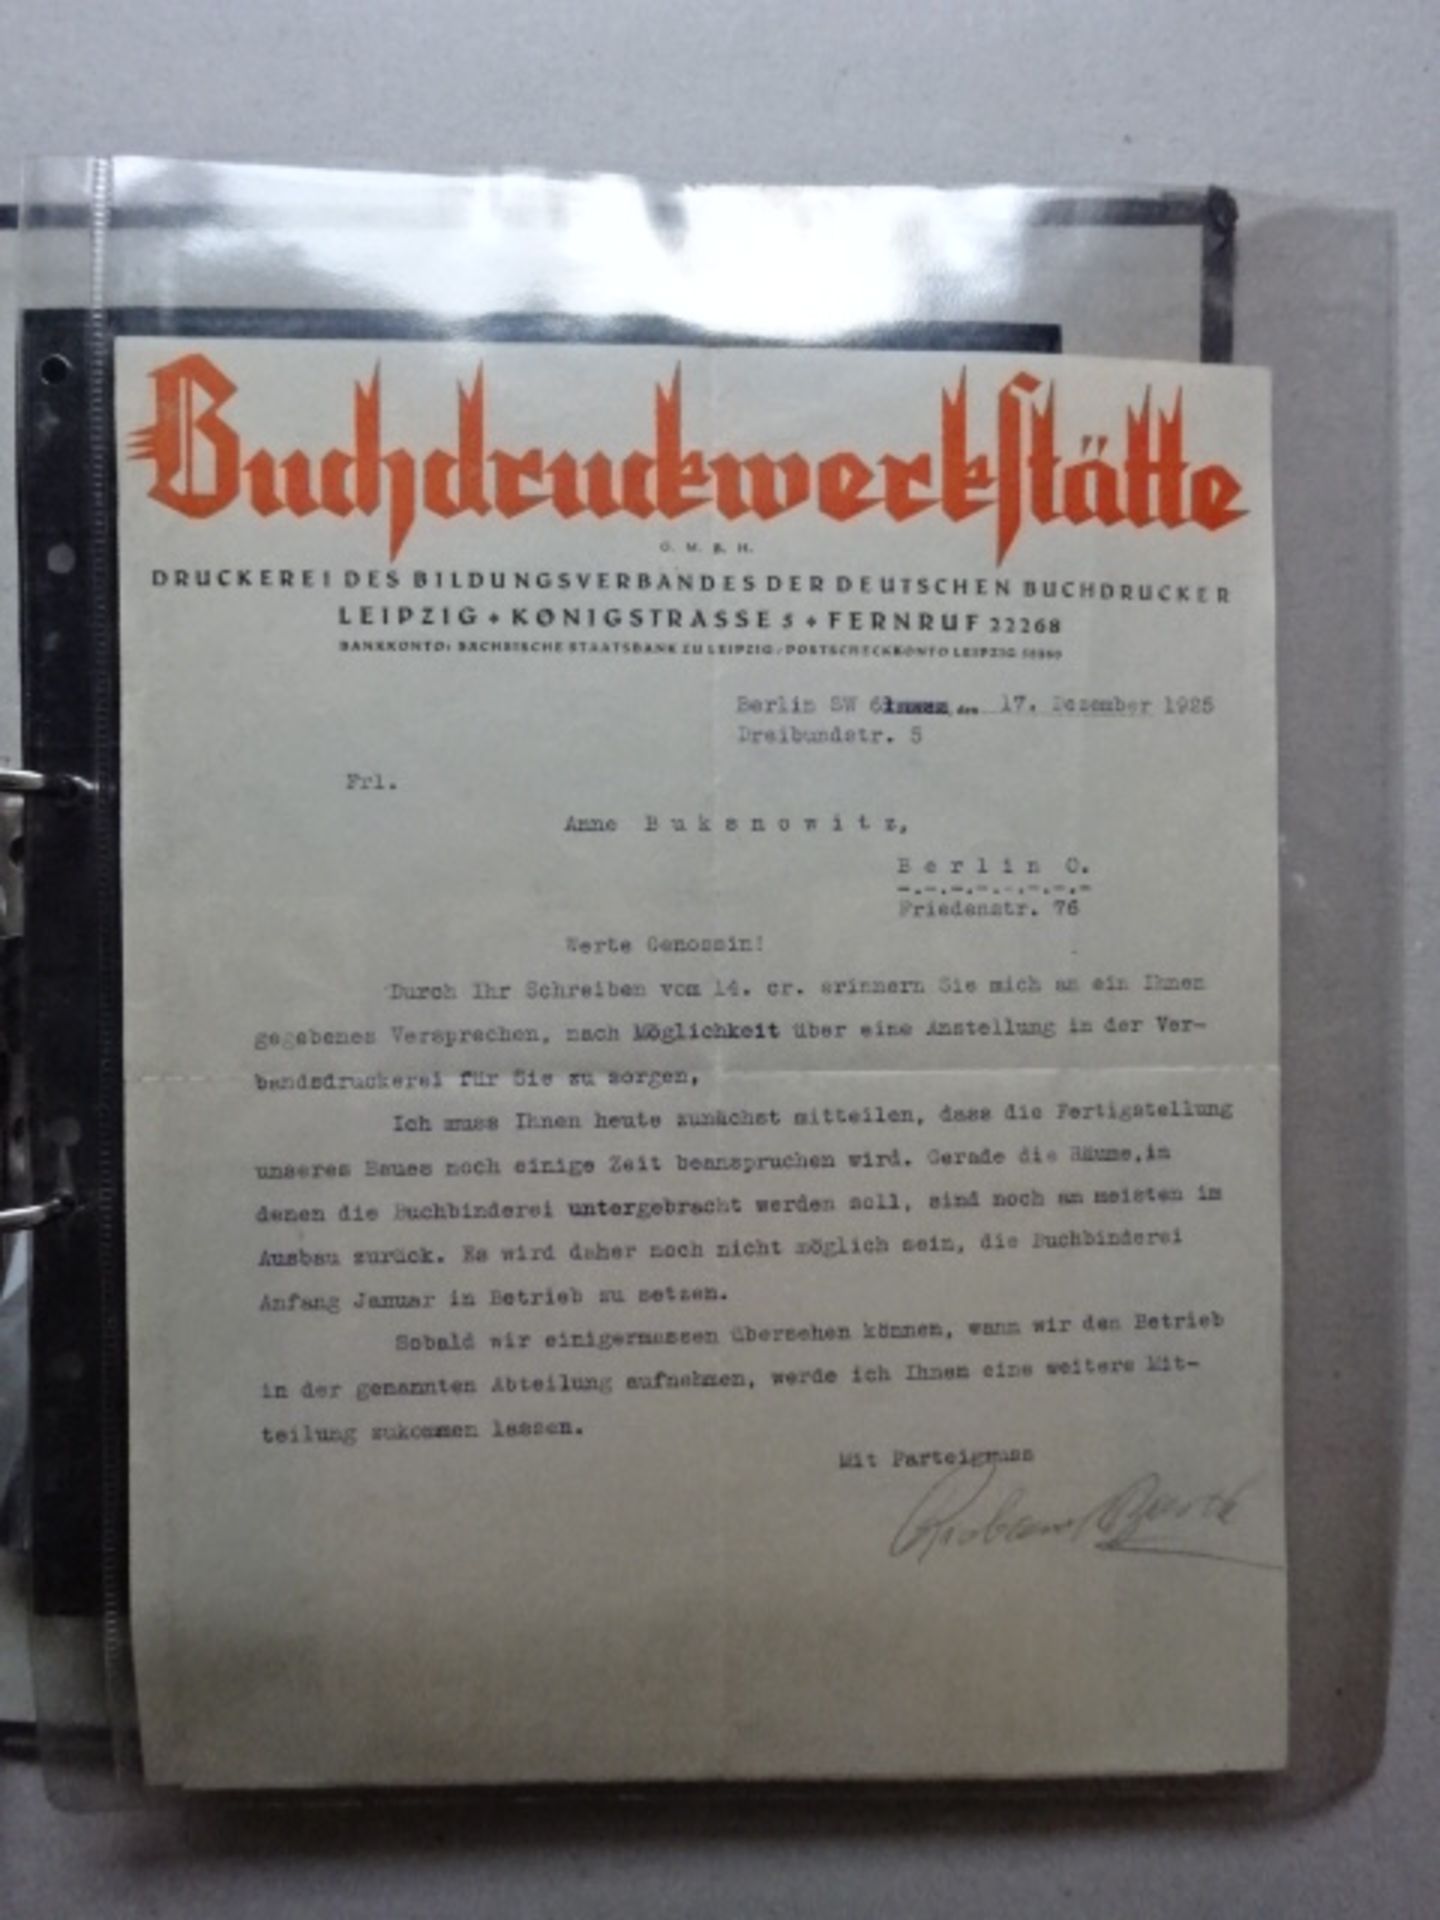 Buchdruckwerkstätte
G. M. B. H.
DRUCKEREI DES BILDUNGSVERBANDES DER DEUTSCHEN BUCHDRUCKER
LEIPZIG + KONIGSTRASSE 5 + FERNRUF 22268
BANKKONTO: SÄCHSISCHE STAATSBANK ZU LEIPZIG / POSTSCHECKKONTO LEIPZIG
Berlin SW 61 den 17. Dezember 1925
Dreibundstr. 5
Frl.
Anne Buksnowitz,
Berlin O.
-.-.-.-.-.-.-.-
Friedenstr. 76
Werte Genossin!
Durch Ihr Schreiben vom 14. cr. erinnern Sie mich an ein Ihnen
gegebenes Versprechen, nach Möglichkeit über eine Anstellung in der Ver-
bandsdruckerei für Sie zu sorgen,
Ich muss Ihnen heute zunächst mitteilen, dass die Fertigstellung
unseres Baues noch einige Zeit beanspruchen wird. Gerade die Räume, in
denen die Buchbinderei untergebracht werden soll, sind noch am meisten im
Ausbau zurück. Es wird daher noch nicht möglich sein, die Buchbinderei
Anfang Januar in Betrieb zu setzen.
Sobald wir einigermassen übersehen können, wann wir den Betrieb
in der genannten Abteilung aufnehmen, werde ich Ihnen eine weitere Mit-
teilung zukommen lassen.
Mit Parteigruss